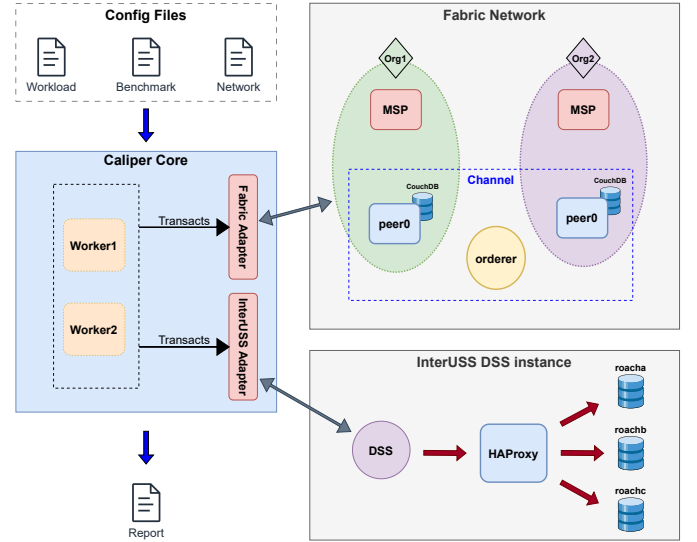 Config Files
Workload
Benchmark
Network
Caliper Core
Worker1
Worker2
Transacts
Transacts
Fabric Adapter
InterUSS Adapter
Report
Fabric Network
Org1
Org2
MSP
MSP
Channel
CouchDB
CouchDB
peer0
peer0
orderer
InterUSS DSS instance
DSS
HAProxy
roacha
roachb
roachc